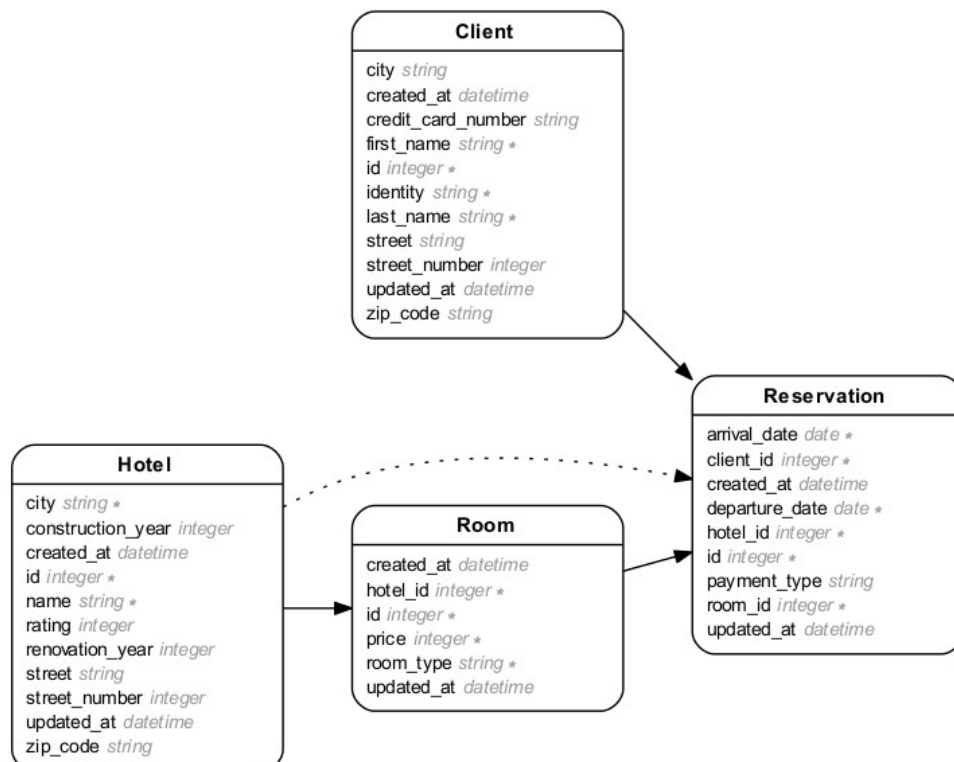 Client
city string
created_at datetime
credit_card_number string
first_name string *
id integer *
identity string *
last_name string *
street string
street_number integer
updated_at datetime
zip_code string
Reservation
arrival_date date *
client_id integer *
created_at datetime
departure_date date *
hotel_id integer *
id integer *
payment_type string
room_id integer *
updated_at datetime
Hotel
city string *
construction_year integer
created_at datetime
id integer *
name string *
rating integer
renovation_year integer
street string
street_number integer
updated_at datetime
zip_code string
Room
created_at datetime
hotel_id integer *
id integer *
price integer *
room_type string *
updated_at datetime